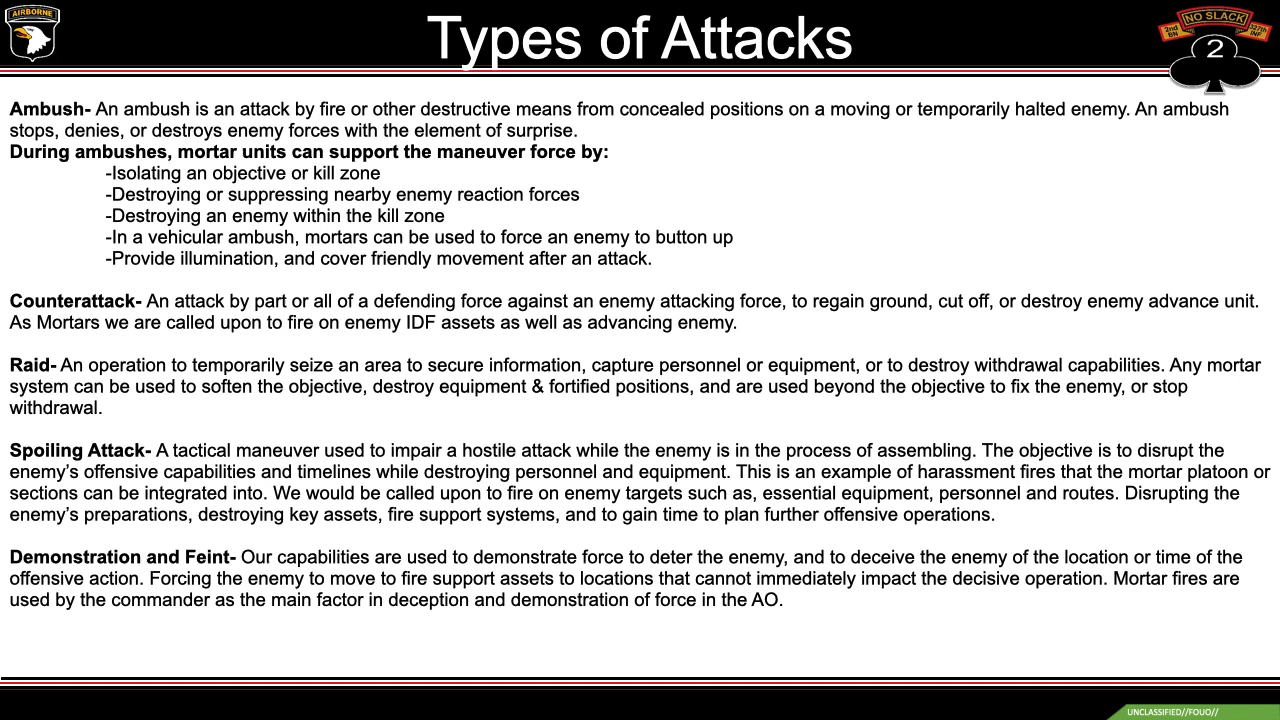 AIRBORNE
Types of Attacks
NO SLACK
2nd BN
327th INF
2
Ambush- An ambush is an attack by fire or other destructive means from concealed positions on a moving or temporarily halted enemy. An ambush
stops, denies, or destroys enemy forces with the element of surprise.
During ambushes, mortar units can support the maneuver force by:
-Isolating an objective or kill zone
-Destroying or suppressing nearby enemy reaction forces
-Destroying an enemy within the kill zone
-In a vehicular ambush, mortars can be used to force an enemy to button up
-Provide illumination, and cover friendly movement after an attack.
Counterattack- An attack by part or all of a defending force against an enemy attacking force, to regain ground, cut off, or destroy enemy advance unit.
As Mortars we are called upon to fire on enemy IDF assets as well as advancing enemy.
Raid- An operation to temporarily seize an area to secure information, capture personnel or equipment, or to destroy withdrawal capabilities. Any mortar
system can be used to soften the objective, destroy equipment & fortified positions, and are used beyond the objective to fix the enemy, or stop
withdrawal.
Spoiling Attack- A tactical maneuver used to impair a hostile attack while the enemy is in the process of assembling. The objective is to disrupt the
enemy’s offensive capabilities and timelines while destroying personnel and equipment. This is an example of harassment fires that the mortar platoon or
sections can be integrated into. We would be called upon to fire on enemy targets such as, essential equipment, personnel and routes. Disrupting the
enemy’s preparations, destroying key assets, fire support systems, and to gain time to plan further offensive operations.
Demonstration and Feint- Our capabilities are used to demonstrate force to deter the enemy, and to deceive the enemy of the location or time of the
offensive action. Forcing the enemy to move to fire support assets to locations that cannot immediately impact the decisive operation. Mortar fires are
used by the commander as the main factor in deception and demonstration of force in the AO.
UNCLASSIFIED//FOUO//